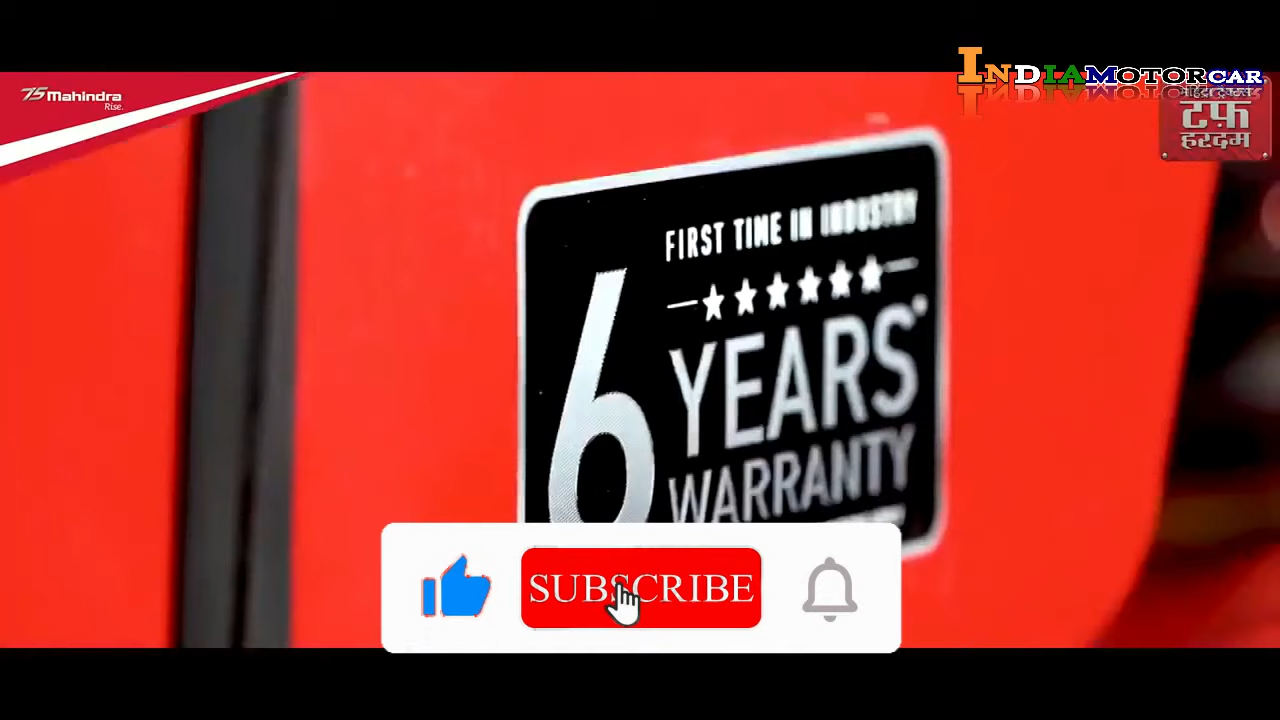 INDIAMOTORCAR
75 Mahindra
Rise.
टफ़
हरदम
FIRST TIME IN INDUSTRY
6 YEARS*
WARRANTY
SUBSCRIBE